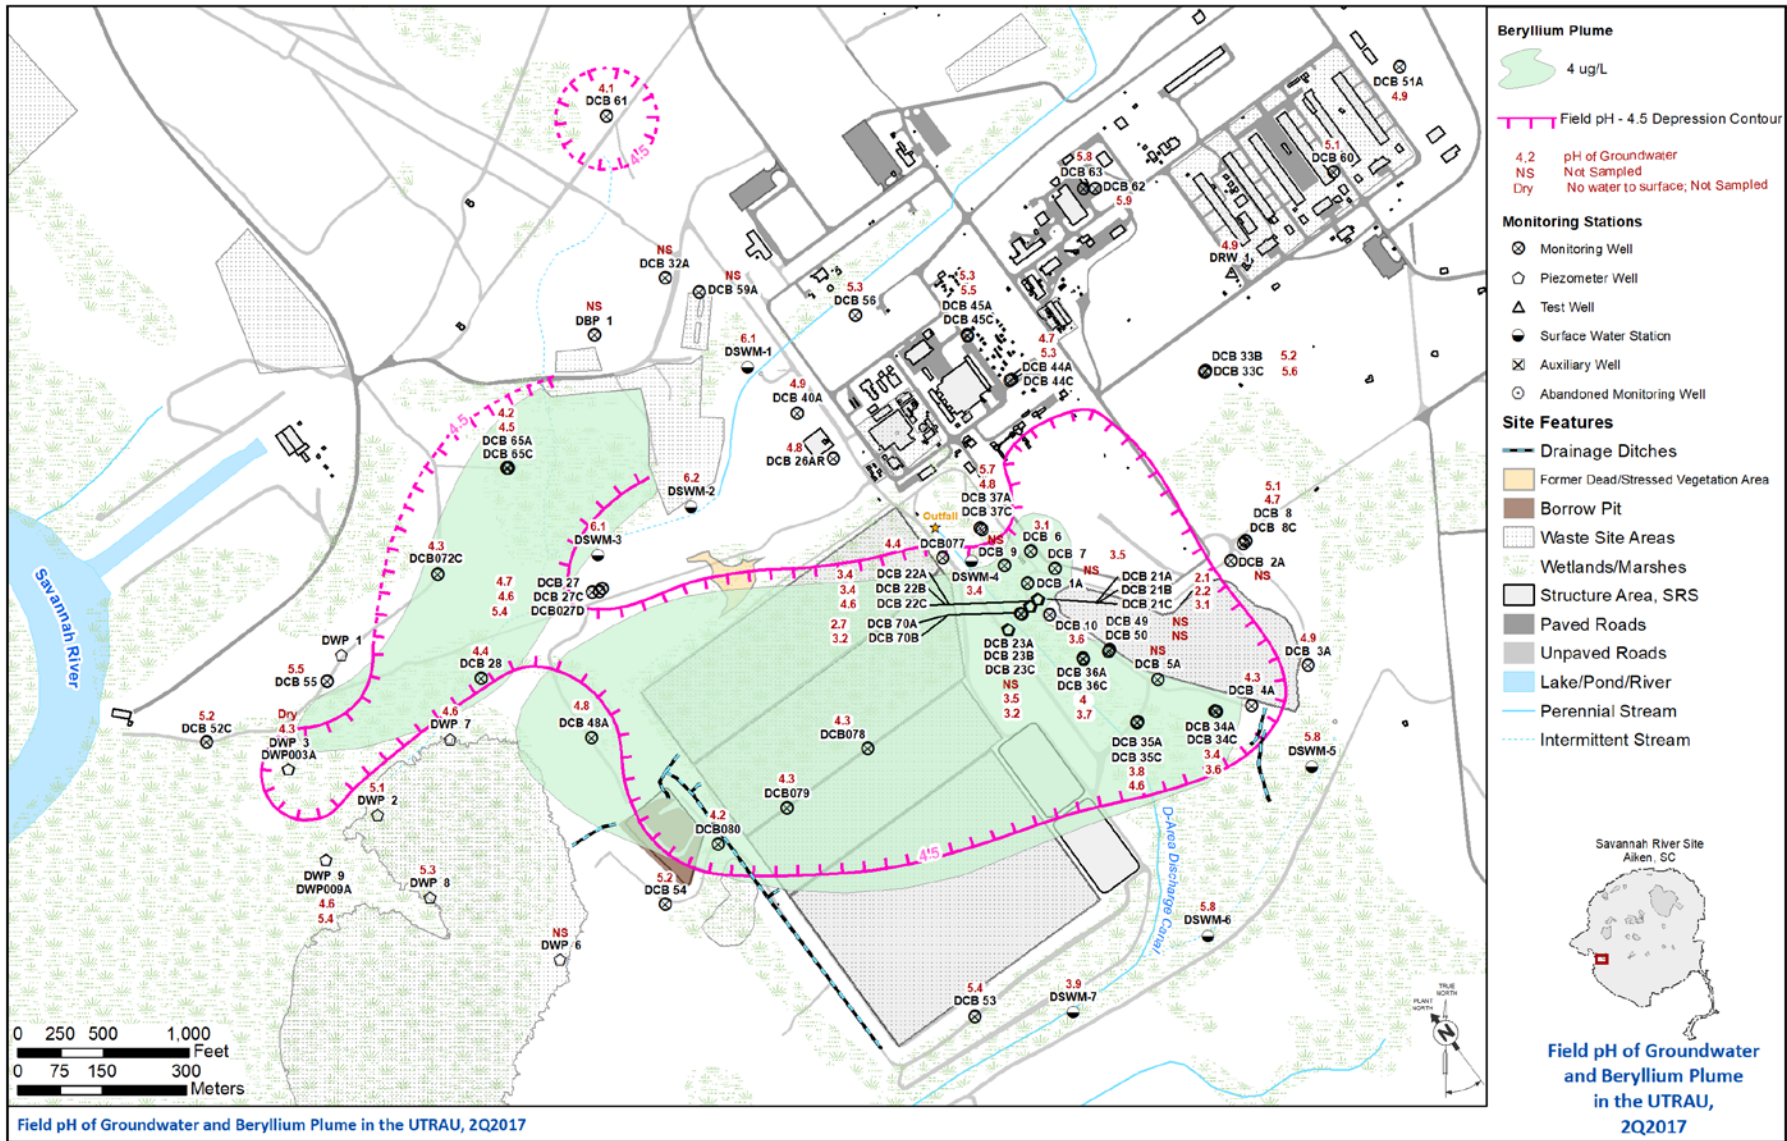 4.1
DCB 61
4.5
DCB 51A
4.9
5.1
DCB 60
5.8
DCB 63
DCB 62
5.9
4.9
DRW 1
NS
DCB 32A
NS
DCB 59A
NS
DBP 1
5.3
DCB 56
5.3
5.5
DCB 45A
DCB 45C
4.7
5.3
DCB 44A
DCB 44C
DCB 33B 5.2
DCB 33C 5.6
6.1
DSWM-1
4.9
DCB 40A
4.8
DCB 26AR
4.5
4.2
4.5
DCB 65A
DCB 65C
6.2
DSWM-2
6.1
DSWM-3
4.3
DCB072C
4.7
4.6
5.4
DCB 27
DCB 27C
DCB027D
5.7
4.8
DCB 37A
DCB 37C
Outfall
4.4
DCB077
NS
DCB 9
3.1
DCB 6
DCB 7
NS
3.5
DSWM-4
3.4
DCB 1A
5.1
4.7
DCB 8
DCB 8C
DCB 2A
NS
3.4
3.4
4.6
DCB 22A
DCB 22B
DCB 22C
2.7
3.2
DCB 70A
DCB 70B
DCB 21A
DCB 21B
DCB 21C
2.1
2.2
3.1
DCB 10
3.6
DCB 49
DCB 50
NS
NS
DCB 23A
DCB 23B
DCB 23C
NS
3.5
3.2
DCB 36A
DCB 36C
4
3.7
NS
DCB 5A
4.9
DCB 3A
4.3
DCB 4A
DCB 34A
DCB 34C
3.4
3.6
DCB 35A
DCB 35C
3.8
4.6
5.8
DSWM-5
DWP 1
5.5
DCB 55
4.4
DCB 28
5.2
DCB 52C
Dry
4.3
DWP 3
DWP003A
4.6
DWP 7
4.8
DCB 48A
4.3
DCB078
4.3
DCB079
4.2
DCB080
4.5
5.1
DWP 2
DWP 9
DWP009A
4.6
5.4
5.3
DWP 8
5.2
DCB 54
NS
DWP 6
5.4
DCB 53
3.9
DSWM-7
5.8
DSWM-6
D-Area Discharge Canal
Savannah River
0 250 500 1,000
Feet
0 75 150 300
Meters
PLANT NORTH
TRUE NORTH
N
Field pH of Groundwater and Beryllium Plume in the UTRAU, 2Q2017
Beryllium Plume
4 ug/L
Field pH - 4.5 Depression Contour
4.2 pH of Groundwater
NS Not Sampled
Dry No water to surface; Not Sampled
Monitoring Stations
Monitoring Well
Piezometer Well
Test Well
Surface Water Station
Auxiliary Well
Abandoned Monitoring Well
Site Features
Drainage Ditches
Former Dead/Stressed Vegetation Area
Borrow Pit
Waste Site Areas
Wetlands/Marshes
Structure Area, SRS
Paved Roads
Unpaved Roads
Lake/Pond/River
Perennial Stream
Intermittent Stream
Savannah River Site
Aiken, SC
Field pH of Groundwater
and Beryllium Plume
in the UTRAU,
2Q2017